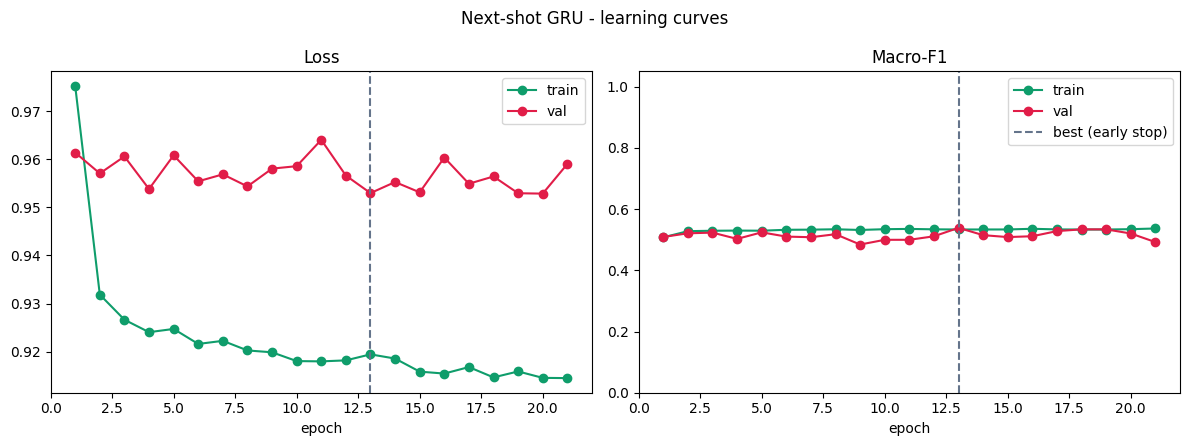 Next-shot GRU - learning curves
Loss
0.97
0.96
0.95
0.94
0.93
0.92
0.0 2.5 5.0 7.5 10.0 12.5 15.0 17.5 20.0
epoch
train
val
Macro-F1
1.0
0.8
0.6
0.4
0.2
0.0
0.0 2.5 5.0 7.5 10.0 12.5 15.0 17.5 20.0
epoch
train
val
best (early stop)